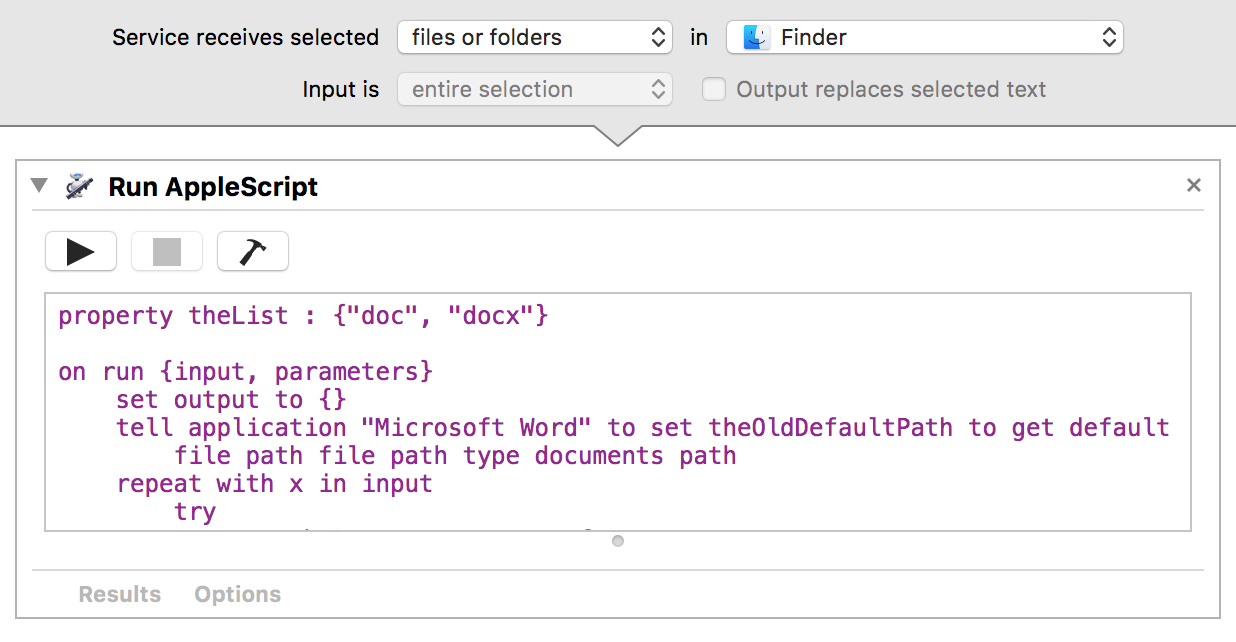 Service receives selected files or folders in Finder
Input is entire selection Output replaces selected text
Run AppleScript
property theList : {"doc", "docx"}
on run {input, parameters}
set output to {}
tell application "Microsoft Word" to set theOldDefaultPath to get default
file path file path type documents path
repeat with x in input
try
Results Options